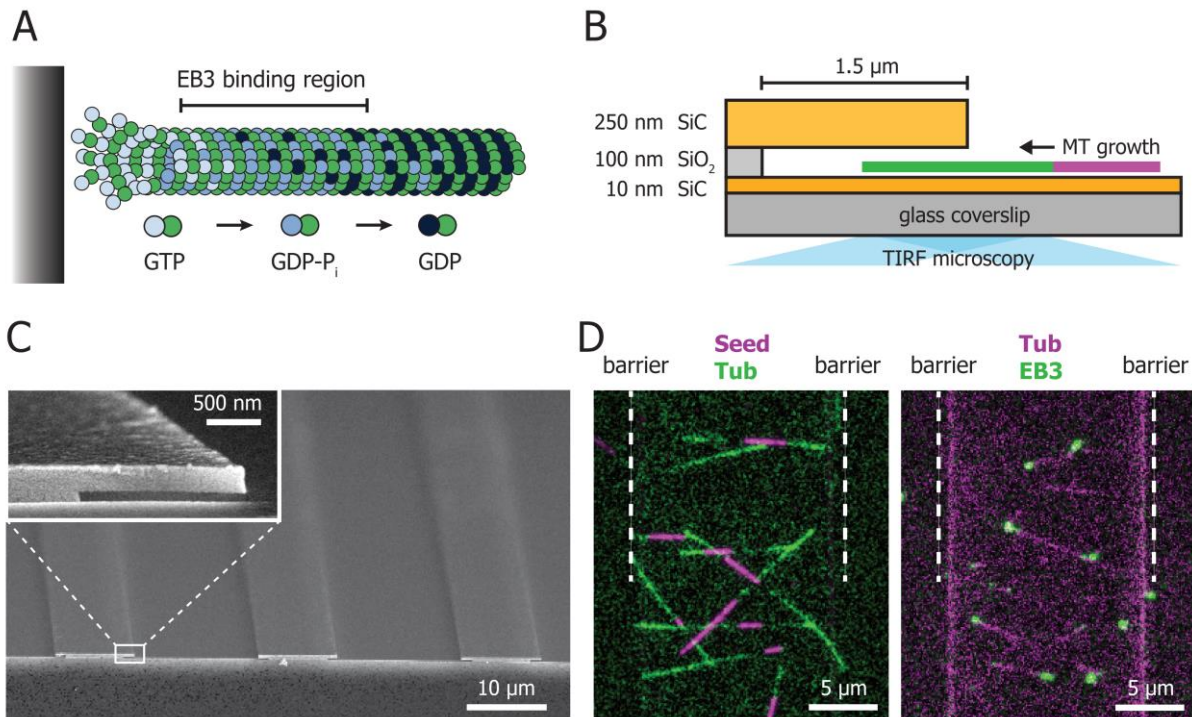 A
EB3 binding region
GTP
GDP-Pi
GDP
B
1.5 µm
250 nm SiC
MT growth
100 nm SiO2
10 nm SiC
glass coverslip
TIRF microscopy
C
500 nm
10 µm
D
Seed
Tub
barrier
barrier
5 µm
Tub
EB3
barrier
barrier
5 µm